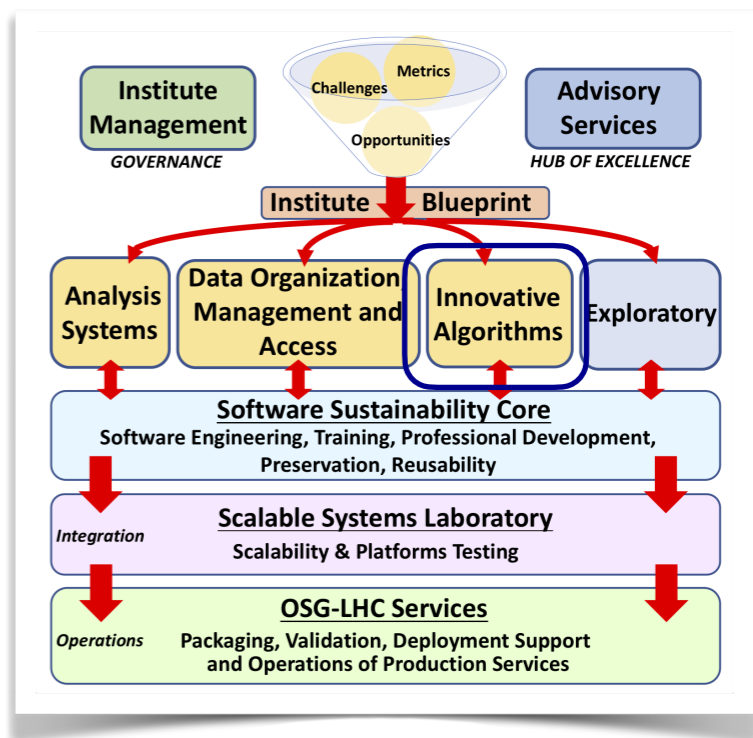 Institute
Management
GOVERNANCE
Metrics
Challenges
Opportunities
Advisory
Services
HUB OF EXCELLENCE
Institute Blueprint
Analysis
Systems
Data Organization,
Management and
Access
Innovative
Algorithms
Exploratory
Software Sustainability Core
Software Engineering, Training, Professional Development,
Preservation, Reusability
Scalable Systems Laboratory
Integration
Scalability & Platforms Testing
OSG-LHC Services
Operations
Packaging, Validation, Deployment Support
and Operations of Production Services